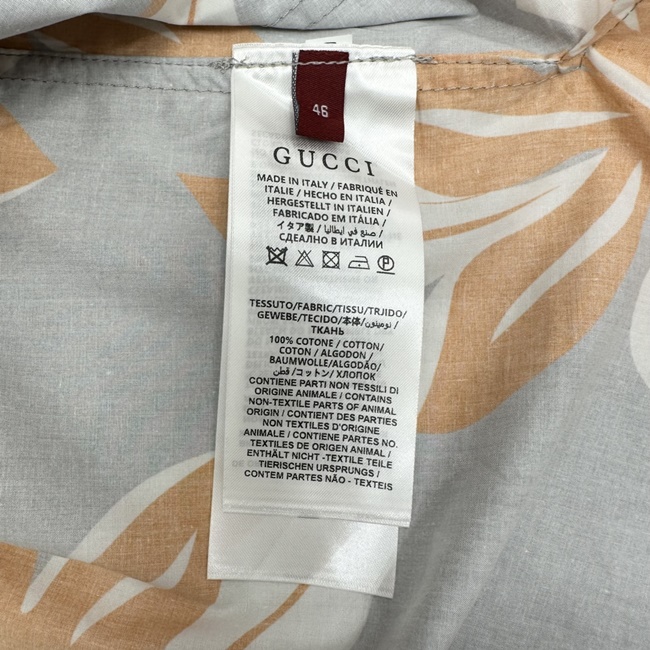 46
GUCCI
MADE IN ITALY / FABRIQUÉ EN
ITALIE / HECHO EN ITALIA /
HERGESTELLT IN ITALIEN /
FABRICADO EM ITÁLIA /
イタア製 / صنع في ايطاليا /
СДЕЛАНО В ИТАЛИИ
P
TESSUTO/FABRIC/TISSU/TRJIDO/
GEWEBE/TECIDO/本体/نومينون/
ТКАНЬ
100% COTONE / COTTON/
COTON / ALGODON /
BAUMWOLLE/ALGODÃO/
قطن /コットン/ ХЛОПОК
CONTIENE PARTI NON TESSILI DI
ORIGINE ANIMALE / CONTAINS
NON-TEXTILE PARTS OF ANIMAL
ORIGIN / CONTIENT DES PARTIES
NON TEXTILES D'ORIGINE
ANIMALE / CONTIENE PARTES NO.
TEXTILES DE ORIGEN ANIMAL /
ENTHÄLT NICHT -TEXTILE TEILE
TIERISCHEN URSPRUNGS /
CONTEM PARTES NÃO - TEXTEIS